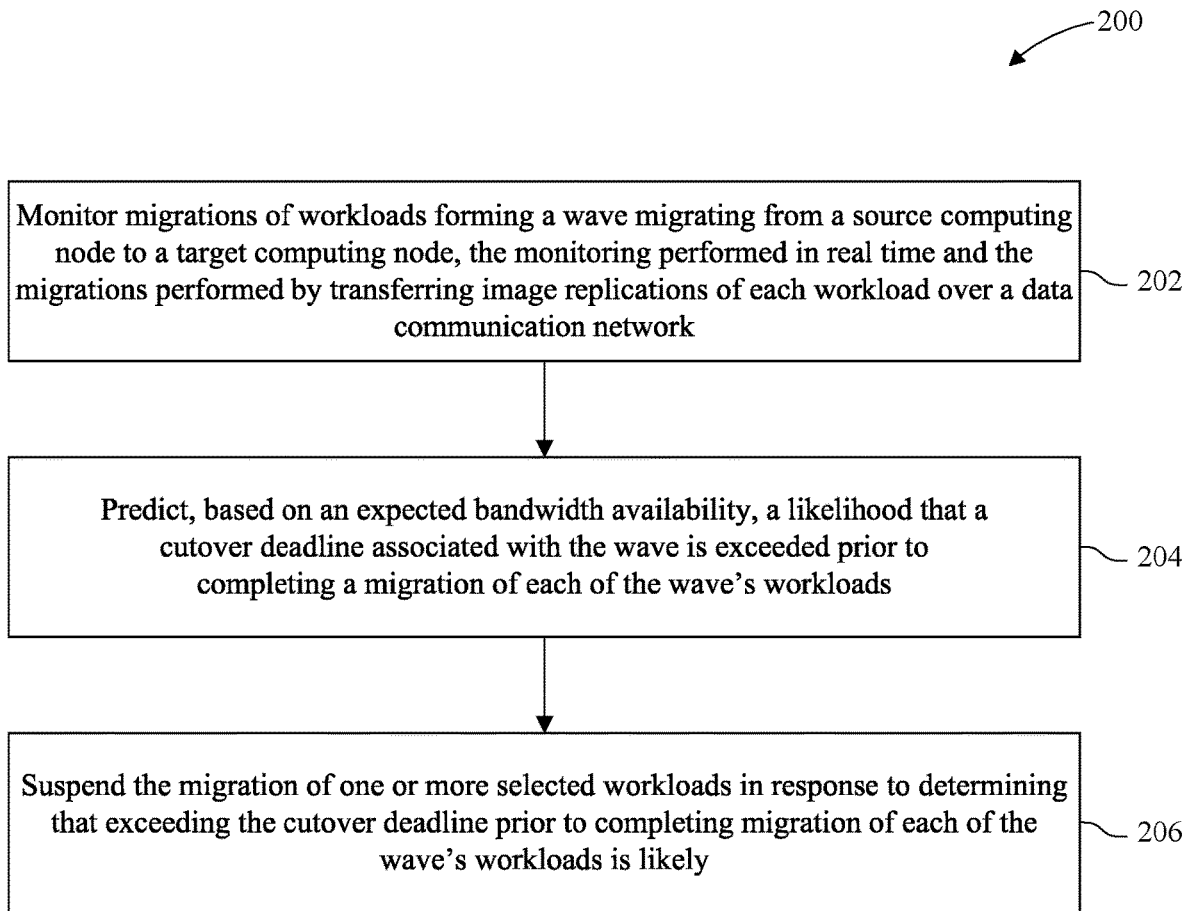 200
Monitor migrations of workloads forming a wave migrating from a source computing
node to a target computing node, the monitoring performed in real time and the
migrations performed by transferring image replications of each workload over a data
communication network
202
Predict, based on an expected bandwidth availability, a likelihood that a
cutover deadline associated with the wave is exceeded prior to
completing a migration of each of the wave's workloads
204
Suspend the migration of one or more selected workloads in response to determining
that exceeding the cutover deadline prior to completing migration of each of the
wave's workloads is likely
206